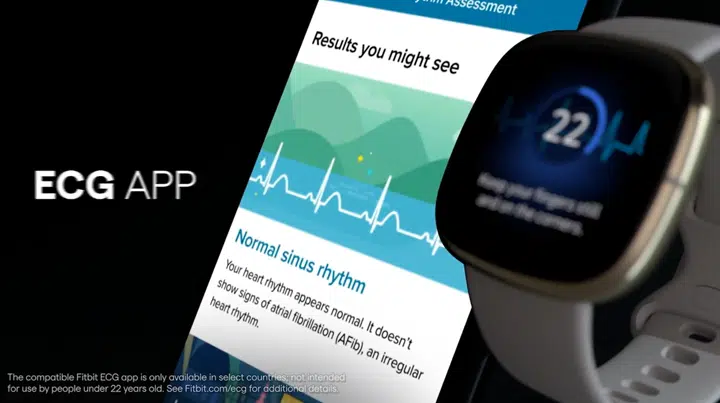 ECG APP
Rhythm Assessment
Results you might see
Normal sinus rhythm
Your heart rhythm appears normal. It doesn't
show signs of atrial fibrillation (AFib), an irregular
heart rhythm.
22
Keep your fingers still
and on the corners.
The compatible Fitbit ECG app is only available in select countries; not intended
for use by people under 22 years old. See Fitbit.com/ecg for additional details.